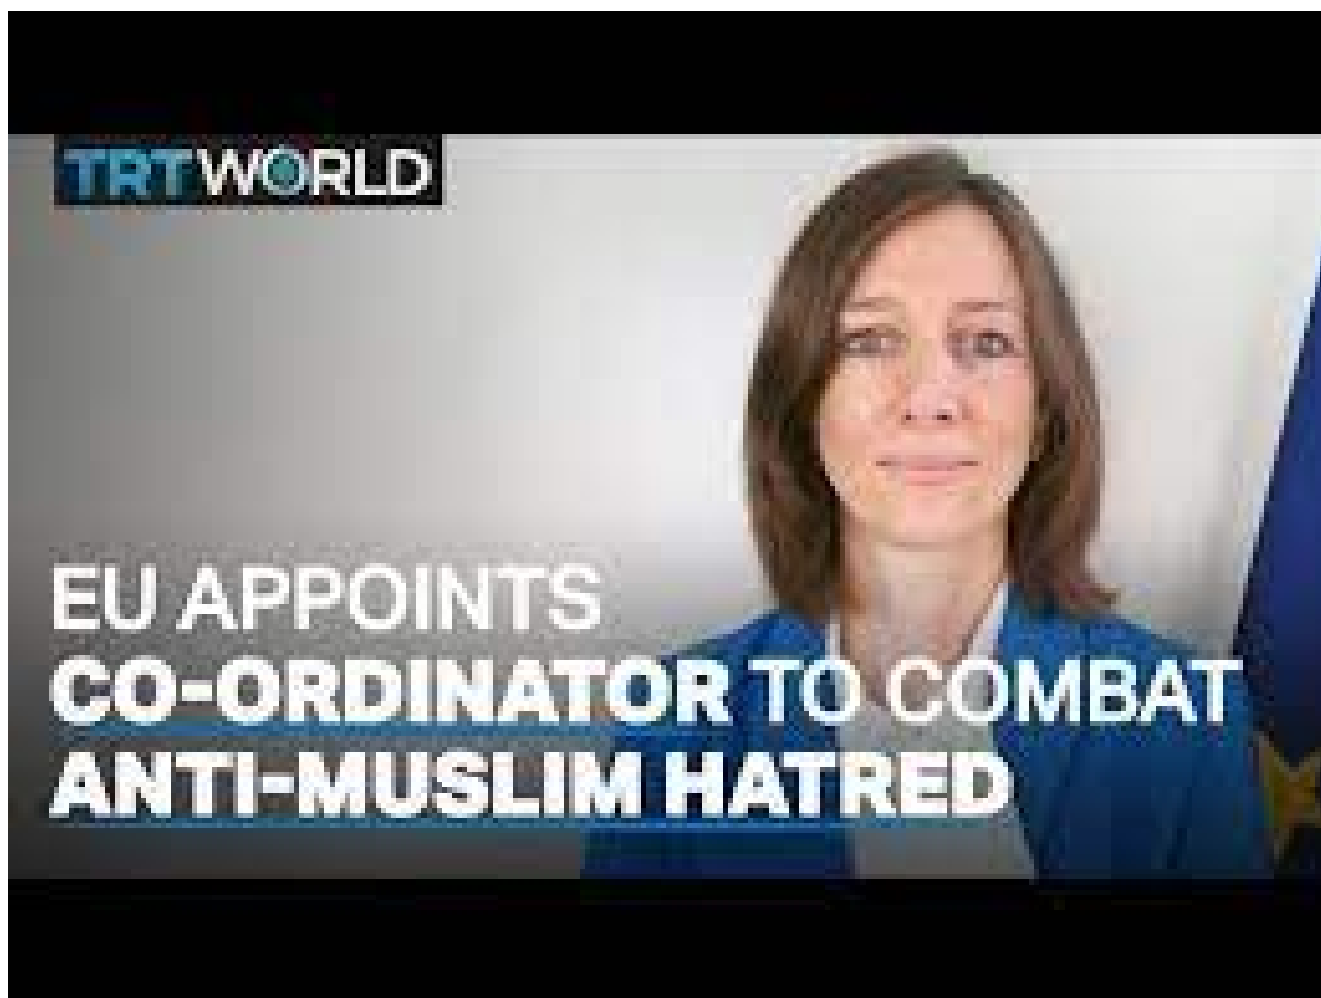 TRT WORLD
EU APPOINTS
CO-ORDINATOR TO COMBAT
ANTI-MUSLIM HATRED